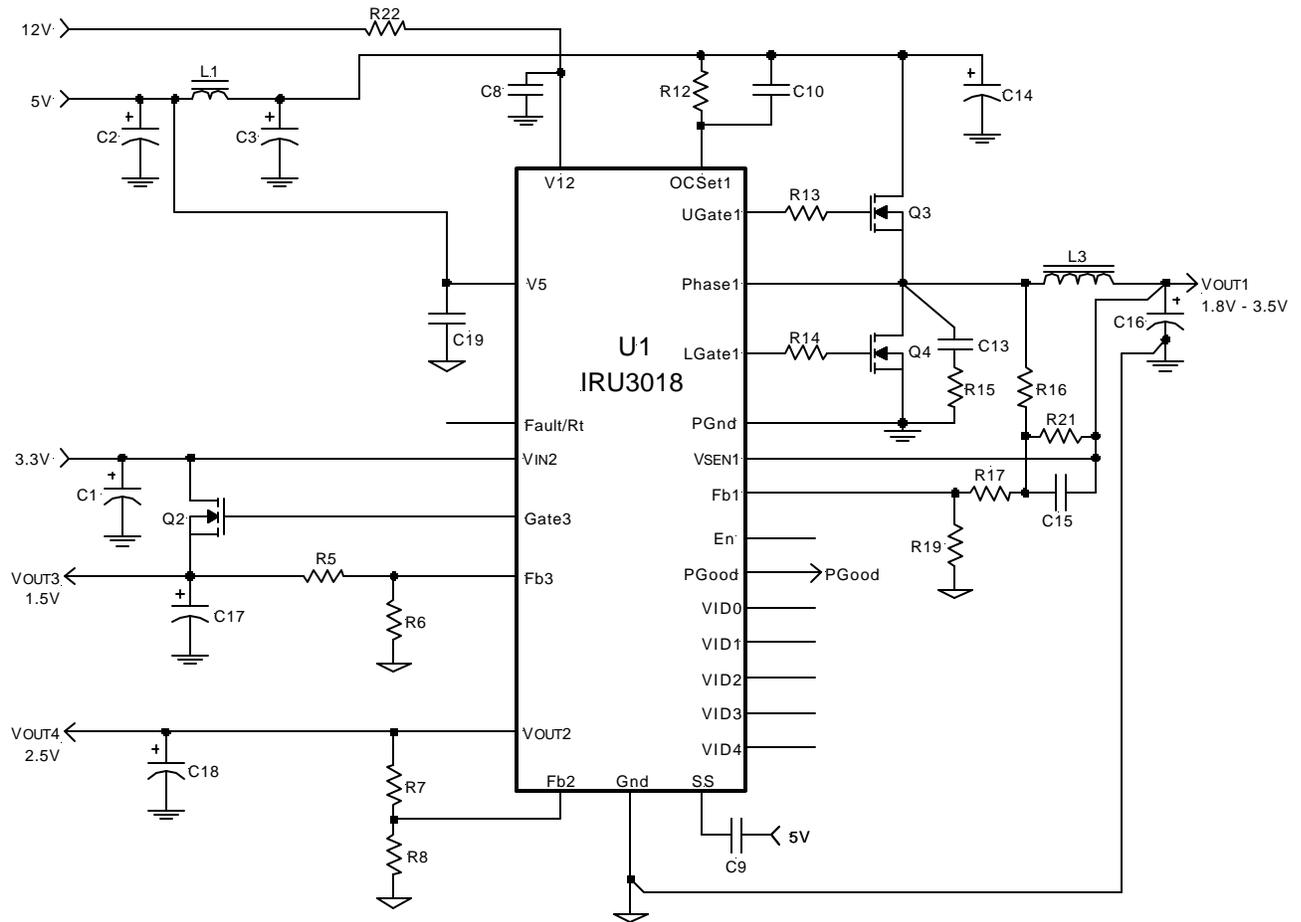 12V
R22
5V
L1
C2
C3
C8
R12
C10
C14
V12
OCSet1
UGate1
R13
Q3
V5
Phase1
L3
VOUT1
1.8V - 3.5V
C16
C19
U1
IRU3018
LGate1
R14
Q4
C13
R15
R16
Fault/Rt
PGnd
R21
3.3V
VIN2
VSEN1
C1
Q2
Gate3
Fb1
R17
C15
R19
En
VOUT3
1.5V
R5
Fb3
PGood
PGood
C17
R6
VID0
VID1
VID2
VID3
VID4
VOUT4
2.5V
VOUT2
C18
R7
Fb2
Gnd
SS
R8
C9
5V